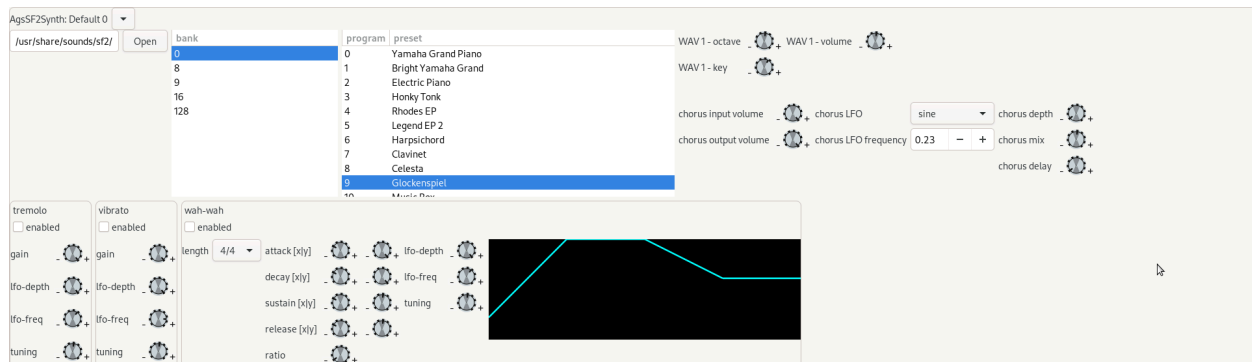 AgsSF2Synth: Default 0
/usr/share/sounds/sf2/ Open
bank
0
8
9
16
128
program preset
0 Yamaha Grand Piano
1 Bright Yamaha Grand
2 Electric Piano
3 Honky Tonk
4 Rhodes EP
5 Legend EP 2
6 Harpsichord
7 Clavinet
8 Celesta
9 Glockenspiel
10 Music Box
WAV 1 - octave - + WAV 1 - volume - +
WAV 1 - key - +
chorus input volume - + chorus LFO sine chorus depth - +
chorus output volume - + chorus LFO frequency 0.23 − + chorus mix - +
chorus delay - +
tremolo
enabled
gain - +
lfo-depth - +
lfo-freq - +
tuning - +
vibrato
enabled
gain - +
lfo-depth - +
lfo-freq - +
tuning - +
wah-wah
enabled
length 4/4 attack [x|y] - + - + lfo-depth - +
decay [x|y] - + - + lfo-freq - +
sustain [x|y] - + - + tuning - +
release [x|y] - + - +
ratio - +